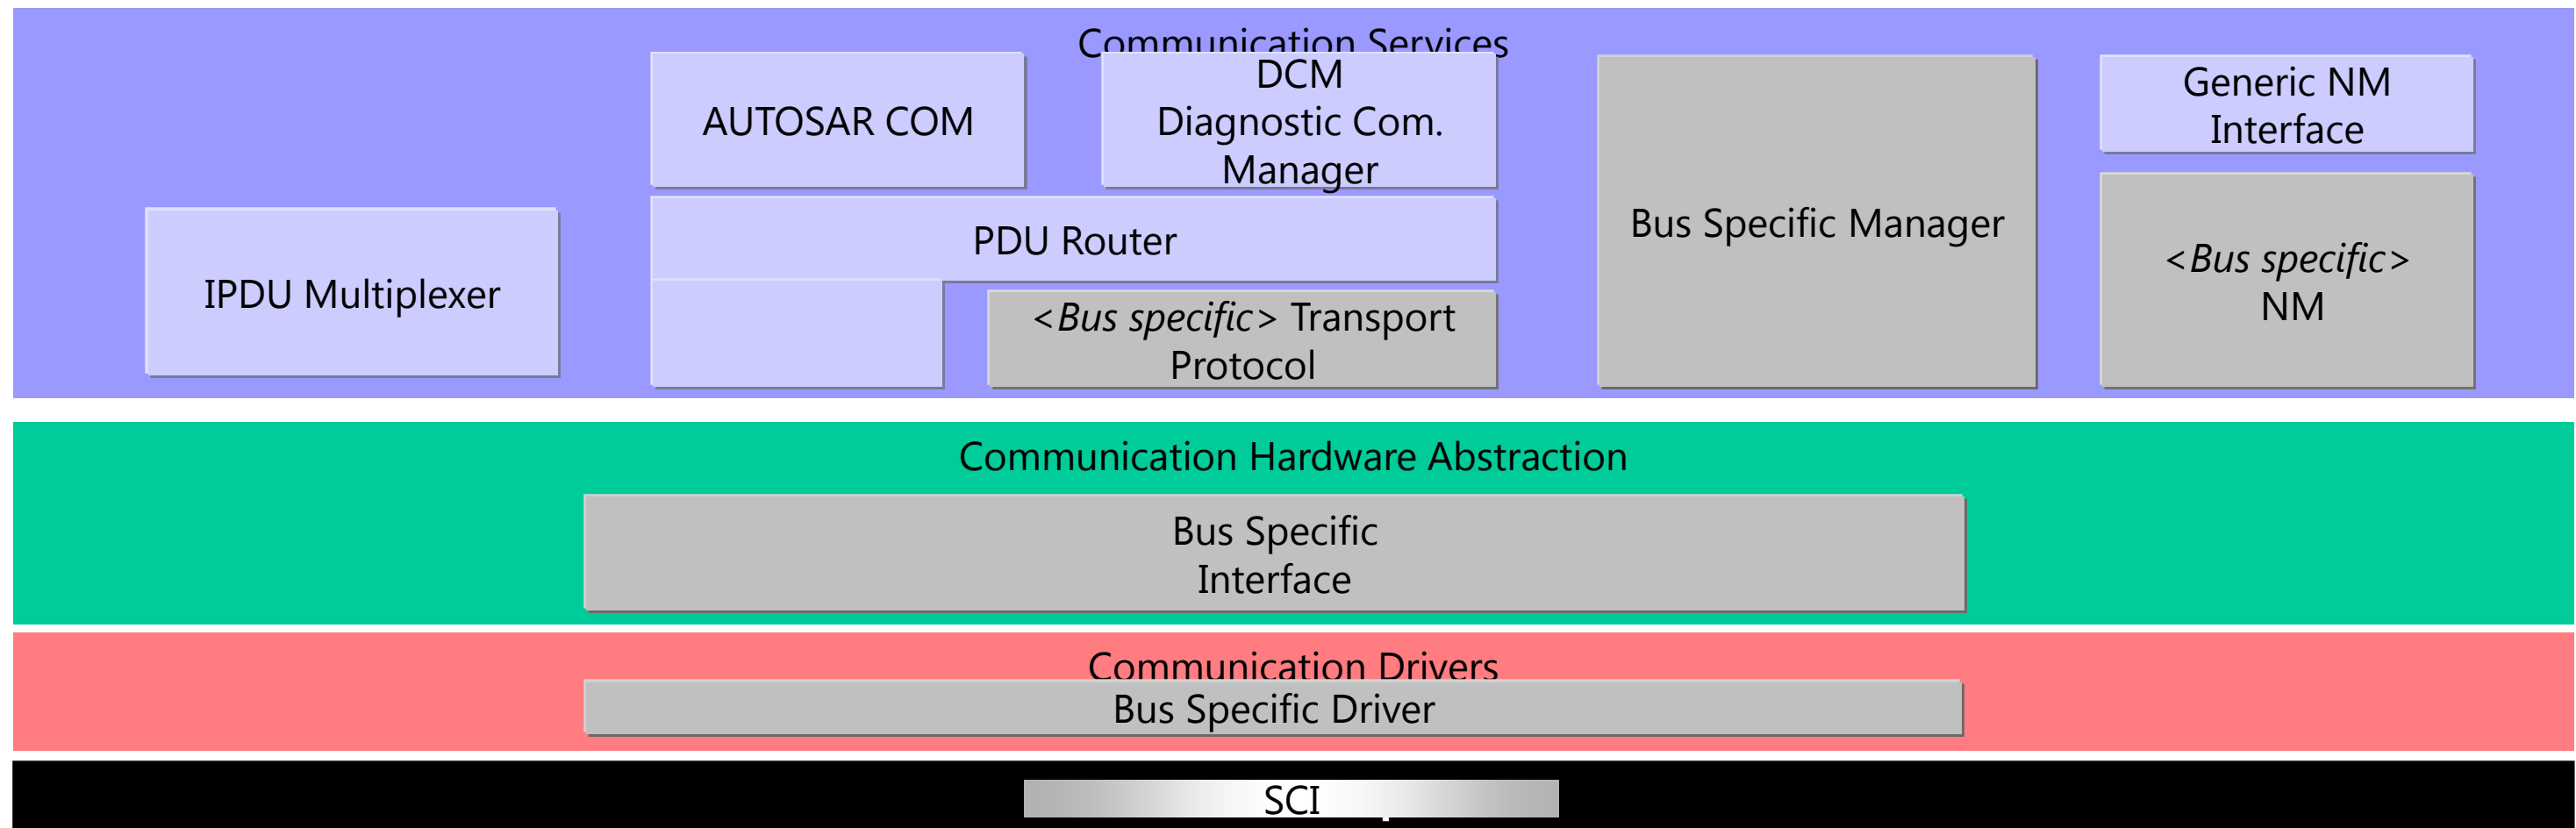 Communication Services
AUTOSAR COM
DCM
Diagnostic Com.
Manager
Generic NM
Interface
PDU Router
Bus Specific Manager
IPDU Multiplexer
<Bus specific> Transport
Protocol
<Bus specific>
NM
Communication Hardware Abstraction
Bus Specific
Interface
Communication Drivers
Bus Specific Driver
SCI